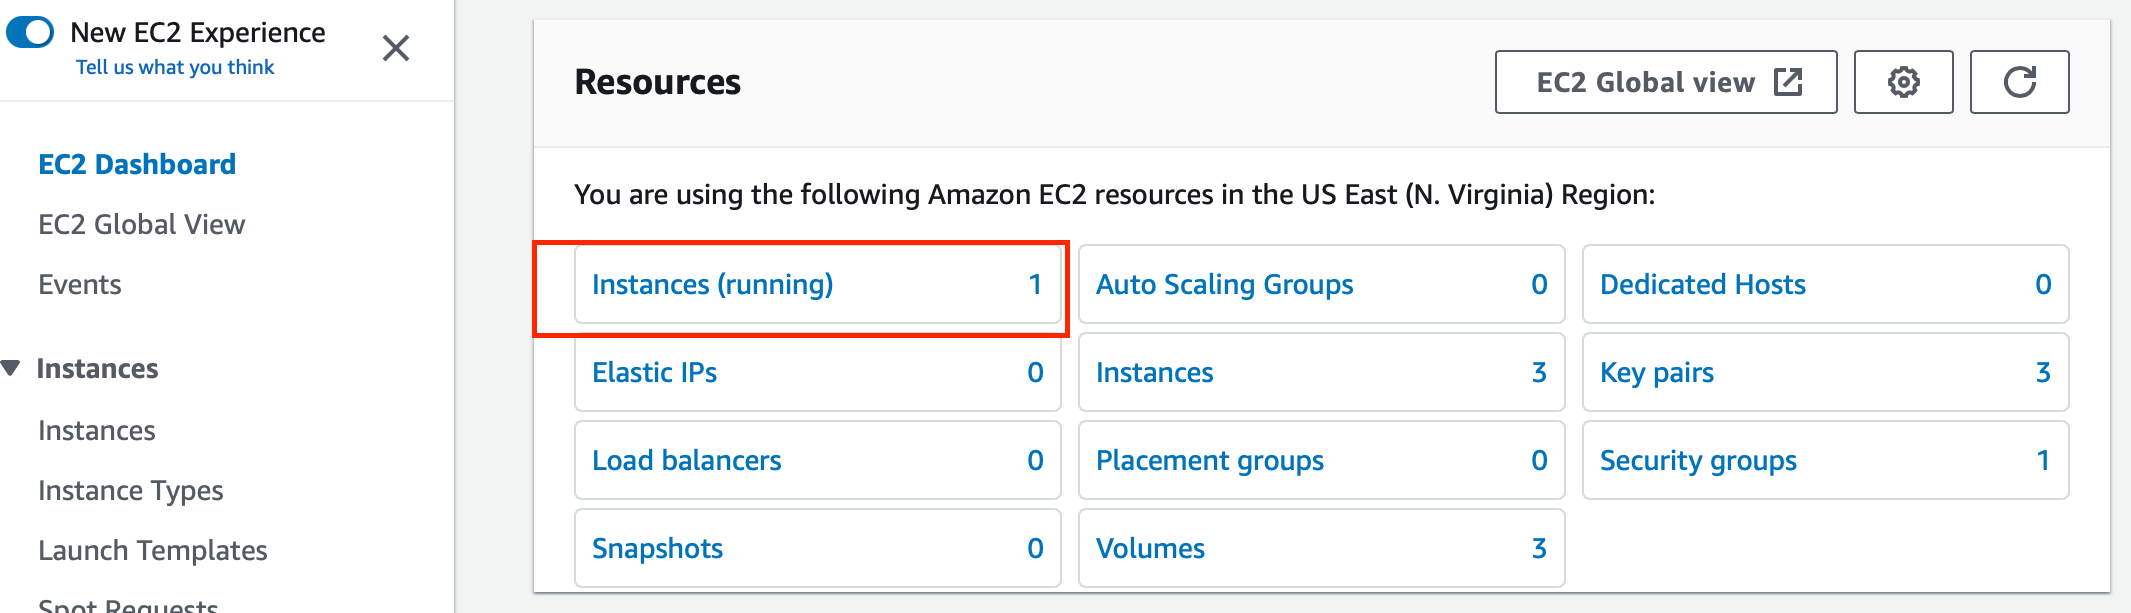 New EC2 Experience
Tell us what you think
EC2 Dashboard
EC2 Global View
Events
Instances
Instances
Instance Types
Launch Templates
Spot Requests
Resources
EC2 Global view
You are using the following Amazon EC2 resources in the US East (N. Virginia) Region:
Instances (running) 1
Auto Scaling Groups 0
Dedicated Hosts 0
Elastic IPs 0
Instances 3
Key pairs 3
Load balancers 0
Placement groups 0
Security groups 1
Snapshots 0
Volumes 3